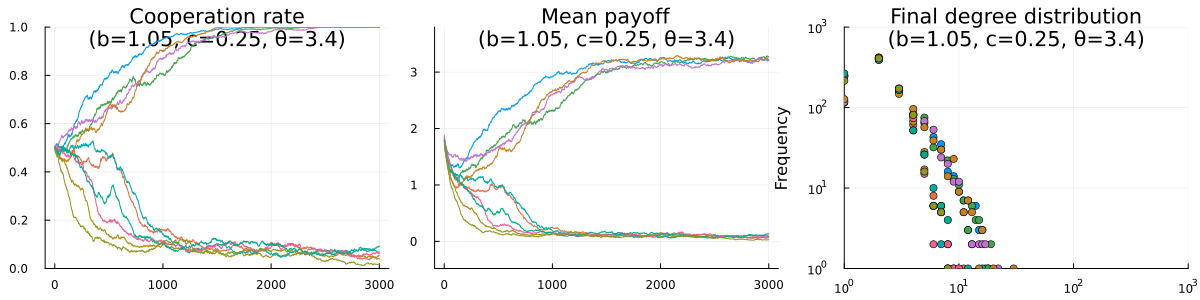 Cooperation rate
(b=1.05, c=0.25, θ=3.4)
1.0
0.8
0.6
0.4
0.2
0.0
0 1000 2000 3000
Mean payoff
(b=1.05, c=0.25, θ=3.4)
3
2
1
0
0 1000 2000 3000
Final degree distribution
(b=1.05, c=0.25, θ=3.4)
Frequency
10³
10²
10¹
10⁰
10⁰ 10¹ 10² 10³